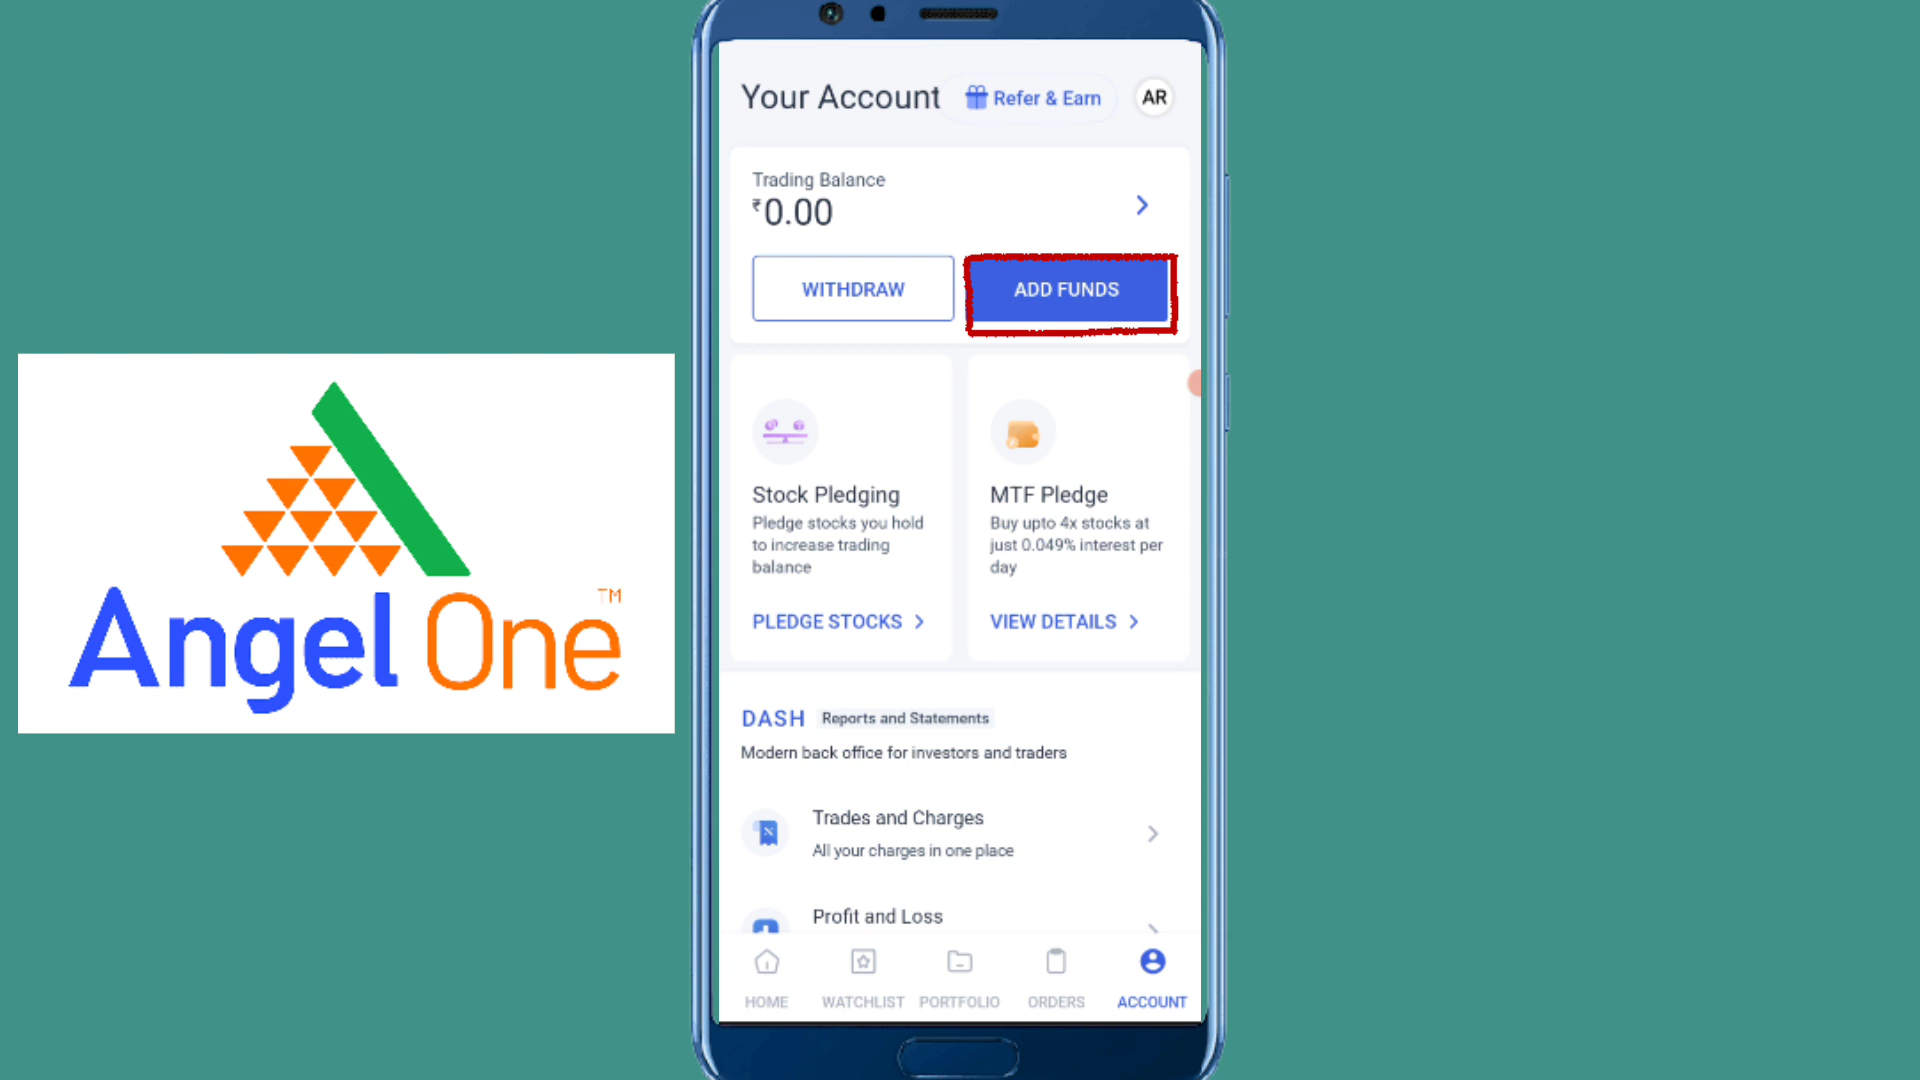 Your Account
Refer & Earn
AR
Trading Balance
₹0.00
WITHDRAW
ADD FUNDS
Stock Pledging
Pledge stocks you hold
to increase trading
balance
PLEDGE STOCKS
MTF Pledge
Buy upto 4x stocks at
just 0.049% interest per
day
VIEW DETAILS
Angel One™
DASH
Reports and Statements
Modern back office for investors and traders
Trades and Charges
All your charges in one place
Profit and Loss
HOME
WATCHLIST
PORTFOLIO
ORDERS
ACCOUNT